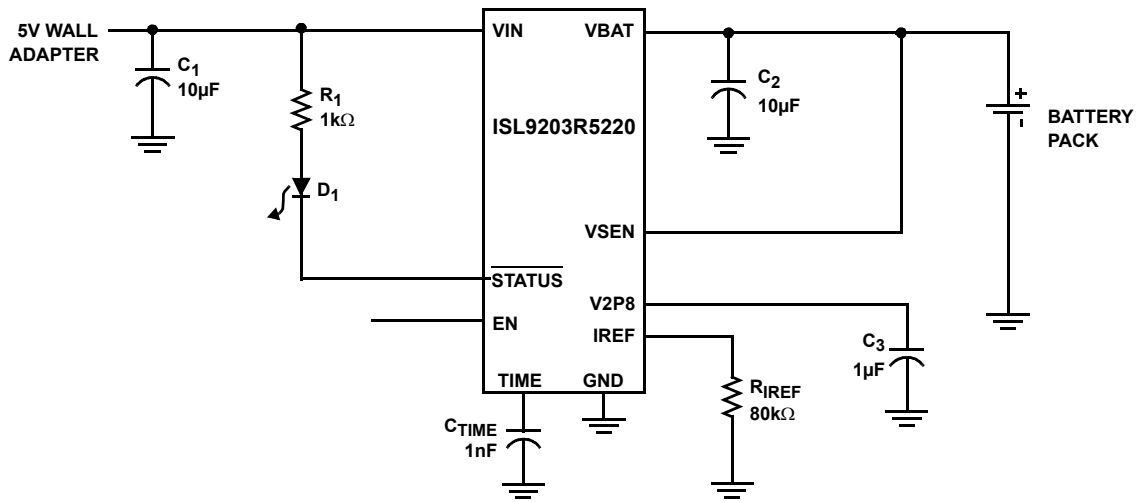 5V WALL
ADAPTER
C1
10µF
R1
1kΩ
D1
VIN
VBAT
ISL9203R5220
VSEN
STATUS
V2P8
EN
IREF
TIME
GND
C2
10µF
+
-
BATTERY
PACK
C3
1µF
RIREF
80kΩ
CTIME
1nF